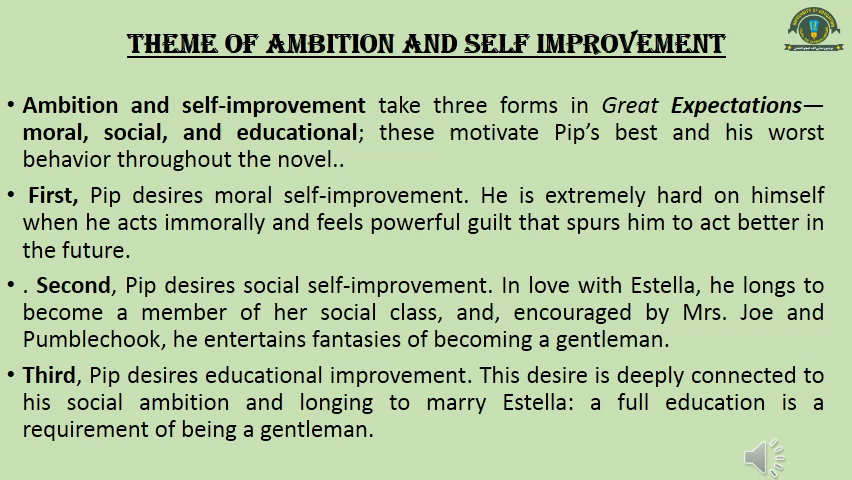 THEME OF AMBITION AND SELF IMPROVEMENT
• Ambition and self-improvement take three forms in Great Expectations—
moral, social, and educational; these motivate Pip’s best and his worst
behavior throughout the novel..
• First, Pip desires moral self-improvement. He is extremely hard on himself
when he acts immorally and feels powerful guilt that spurs him to act better in
the future.
• . Second, Pip desires social self-improvement. In love with Estella, he longs to
become a member of her social class, and, encouraged by Mrs. Joe and
Pumblechook, he entertains fantasies of becoming a gentleman.
• Third, Pip desires educational improvement. This desire is deeply connected to
his social ambition and longing to marry Estella: a full education is a
requirement of being a gentleman.